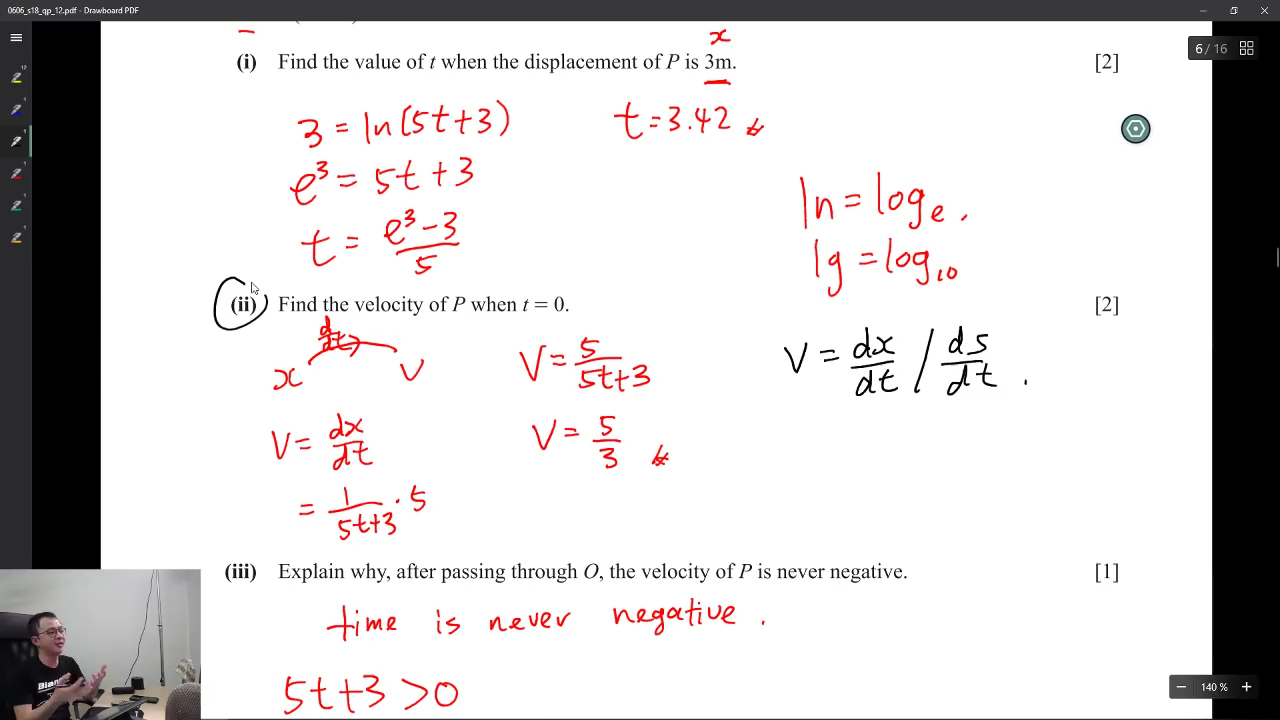 0606_s18_qp_12.pdf - Drawboard PDF
6 / 16
x
(i) Find the value of t when the displacement of P is 3m. [2]
3 = ln(5t+3)
t = 3.42
e³ = 5t + 3
t = e³ - 3 / 5
ln = log e .
lg = log 10
(ii) Find the velocity of P when t = 0. [2]
d/dt
x V
V = dx/dt
= 1/5t+3 · 5
V = 5/5t+3
V = 5/3
V = dx/dt / ds/dt .
(iii) Explain why, after passing through O, the velocity of P is never negative. [1]
time is never negative .
5t+3 >0
140 %